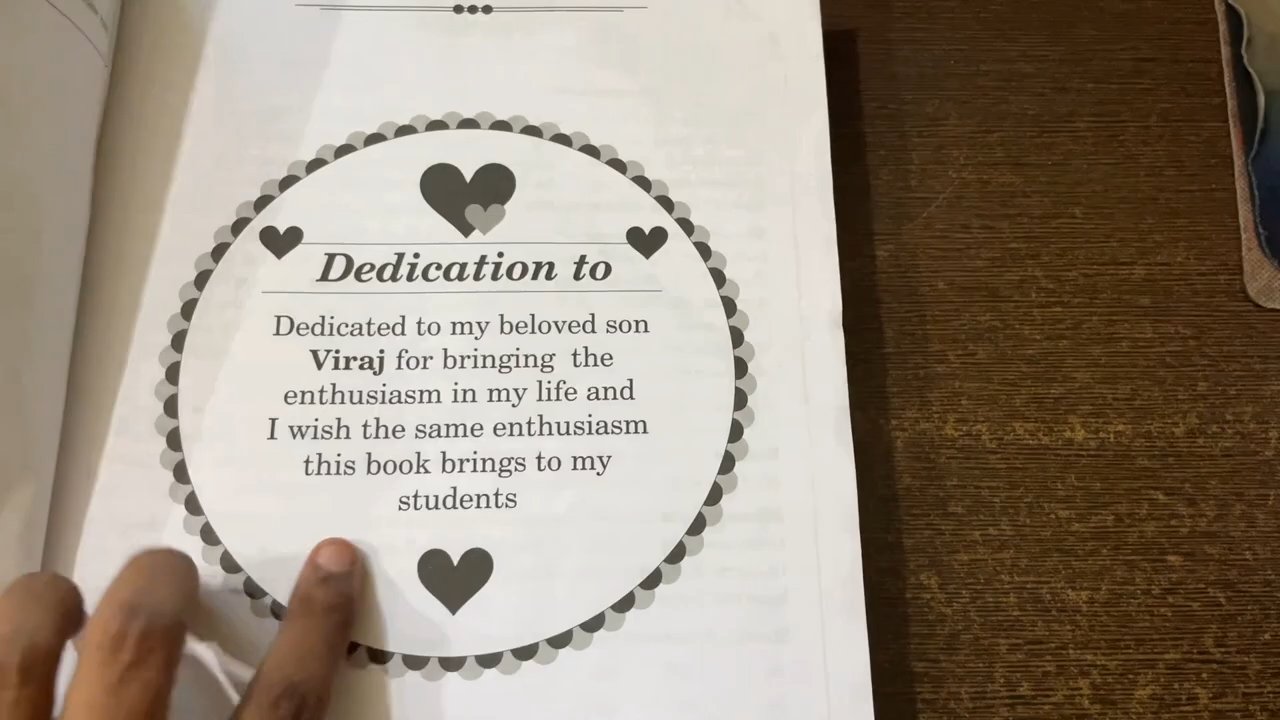 Dedication to
Dedicated to my beloved son
Viraj for bringing the
enthusiasm in my life and
I wish the same enthusiasm
this book brings to my
students